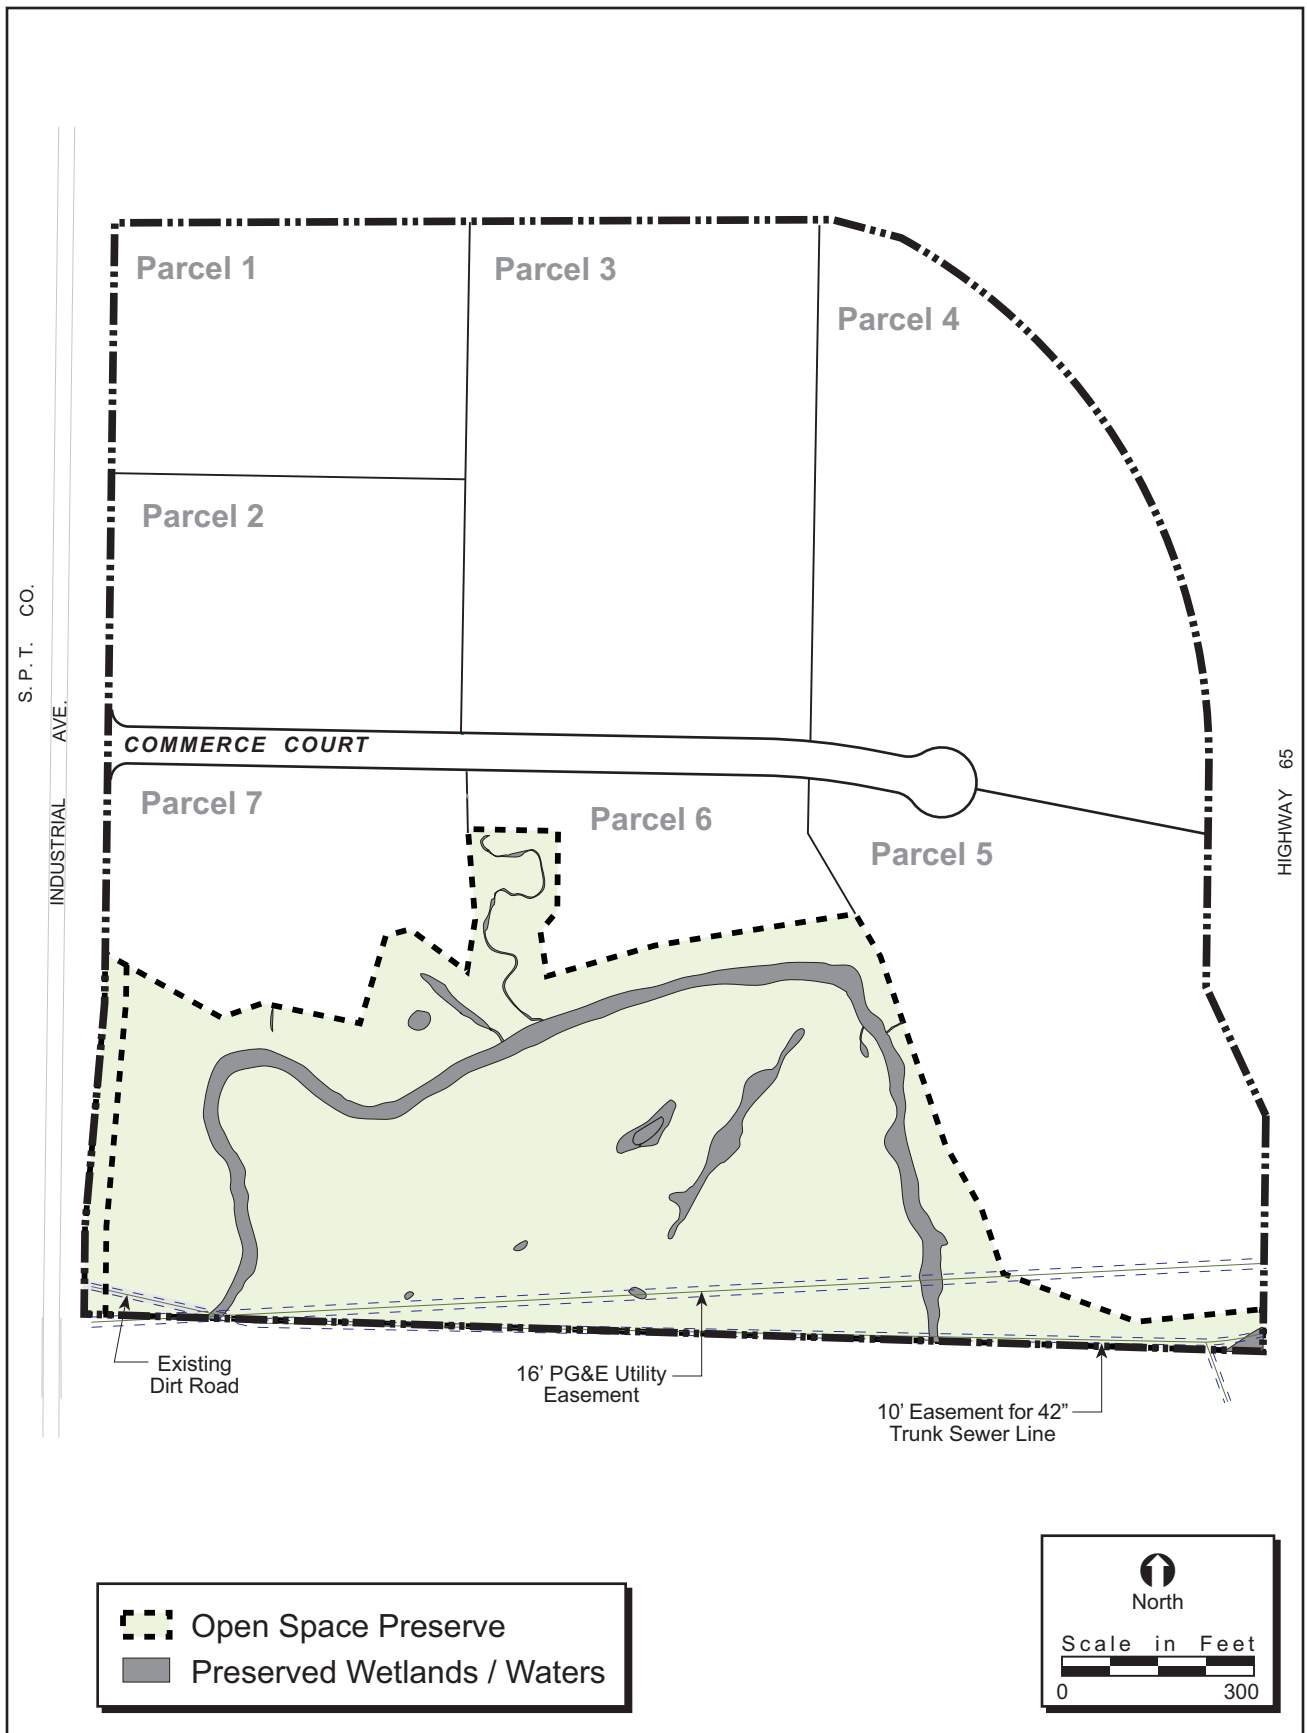 Parcel 1
Parcel 3
Parcel 4
Parcel 2
S. P. T. CO.
INDUSTRIAL AVE.
COMMERCE COURT
HIGHWAY 65
Parcel 7
Parcel 6
Parcel 5
Existing
Dirt Road
16’ PG&E Utility
Easement
10’ Easement for 42”
Trunk Sewer Line
Open Space Preserve
Preserved Wetlands / Waters
North
Scale in Feet
0 300